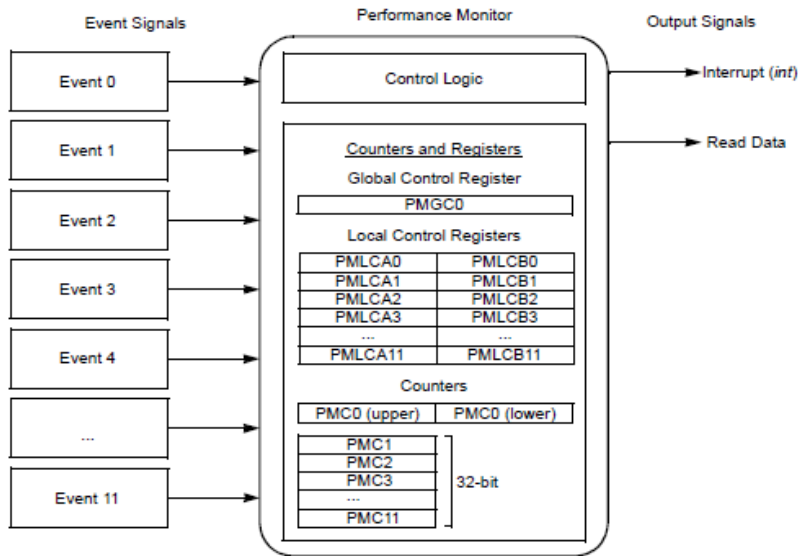 Event Signals
Performance Monitor
Output Signals
Event 0
Event 1
Event 2
Event 3
Event 4
...
Event 11
Control Logic
Counters and Registers
Global Control Register
PMGC0
Local Control Registers
PMLCA0 PMLCB0
PMLCA1 PMLCB1
PMLCA2 PMLCB2
PMLCA3 PMLCB3
... ...
PMLCA11 PMLCB11
Counters
PMC0 (upper) PMC0 (lower)
PMC1
PMC2
PMC3
...
PMC11
32-bit
Interrupt (int)
Read Data